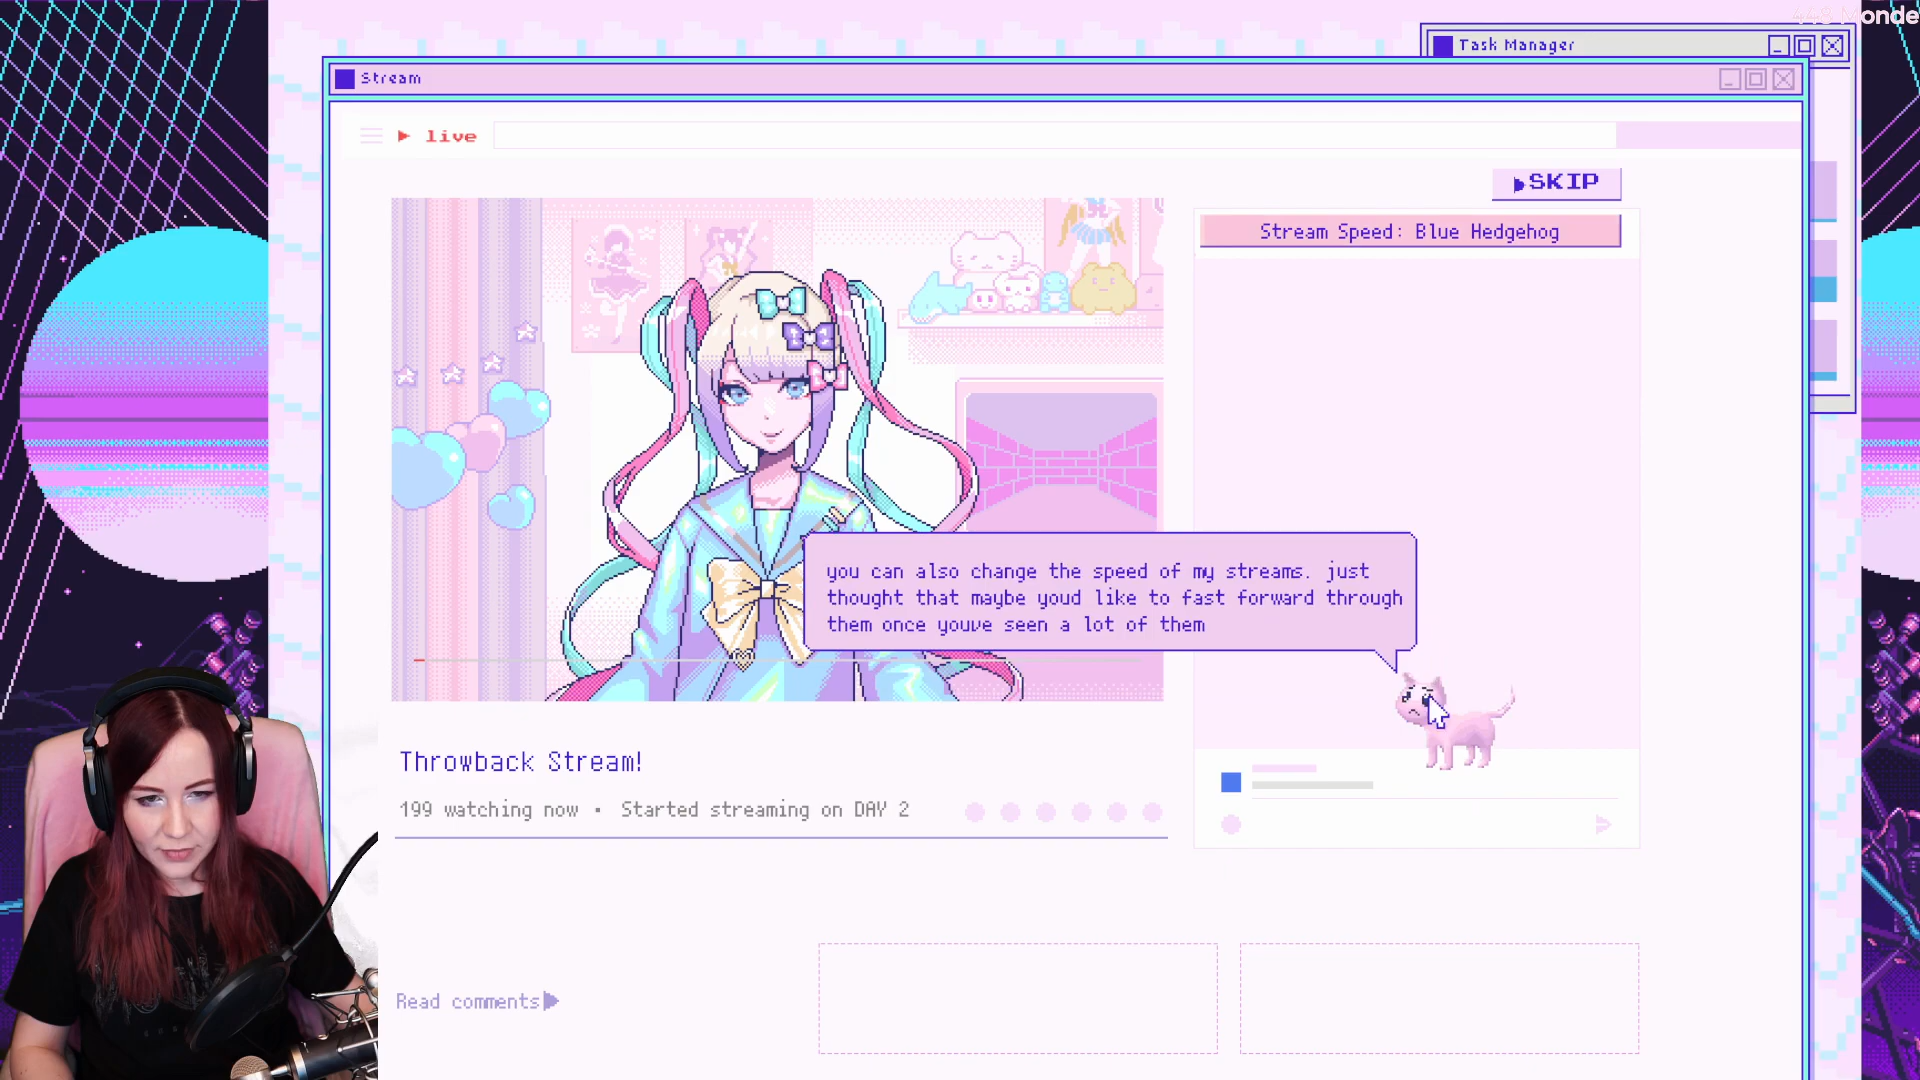 Monde
Task Manager
Stream
live
SKIP
Stream Speed: Blue Hedgehog
you can also change the speed of my streams. just
thought that maybe youd like to fast forward through
them once youve seen a lot of them
Throwback Stream!
199 watching now • Started streaming on DAY 2
Read comments